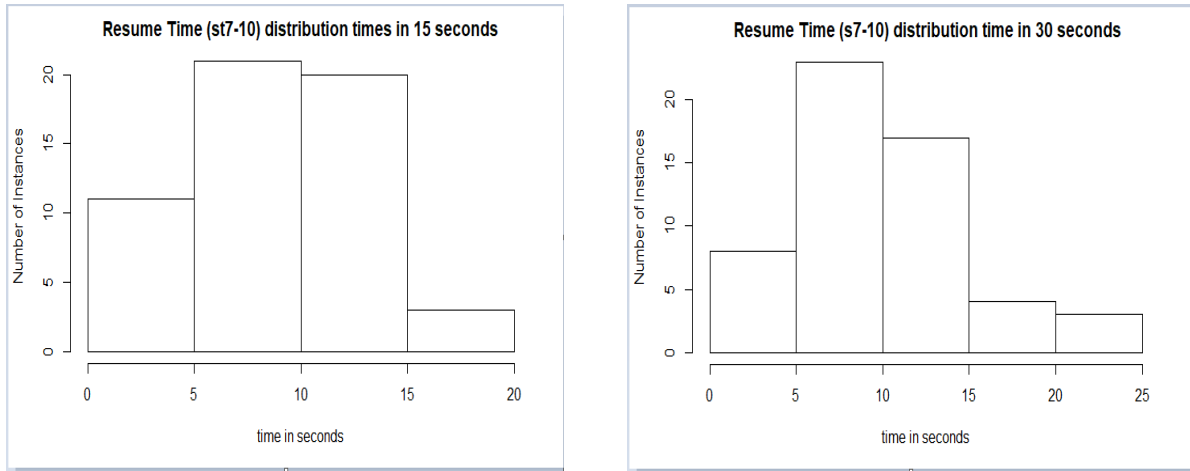 Resume Time (st7-10) distribution times in 15 seconds
Number of Instances
20
15
10
5
0
0 5 10 15 20
time in seconds
Resume Time (s7-10) distribution time in 30 seconds
Number of Instances
20
15
10
5
0
0 5 10 15 20 25
time in seconds